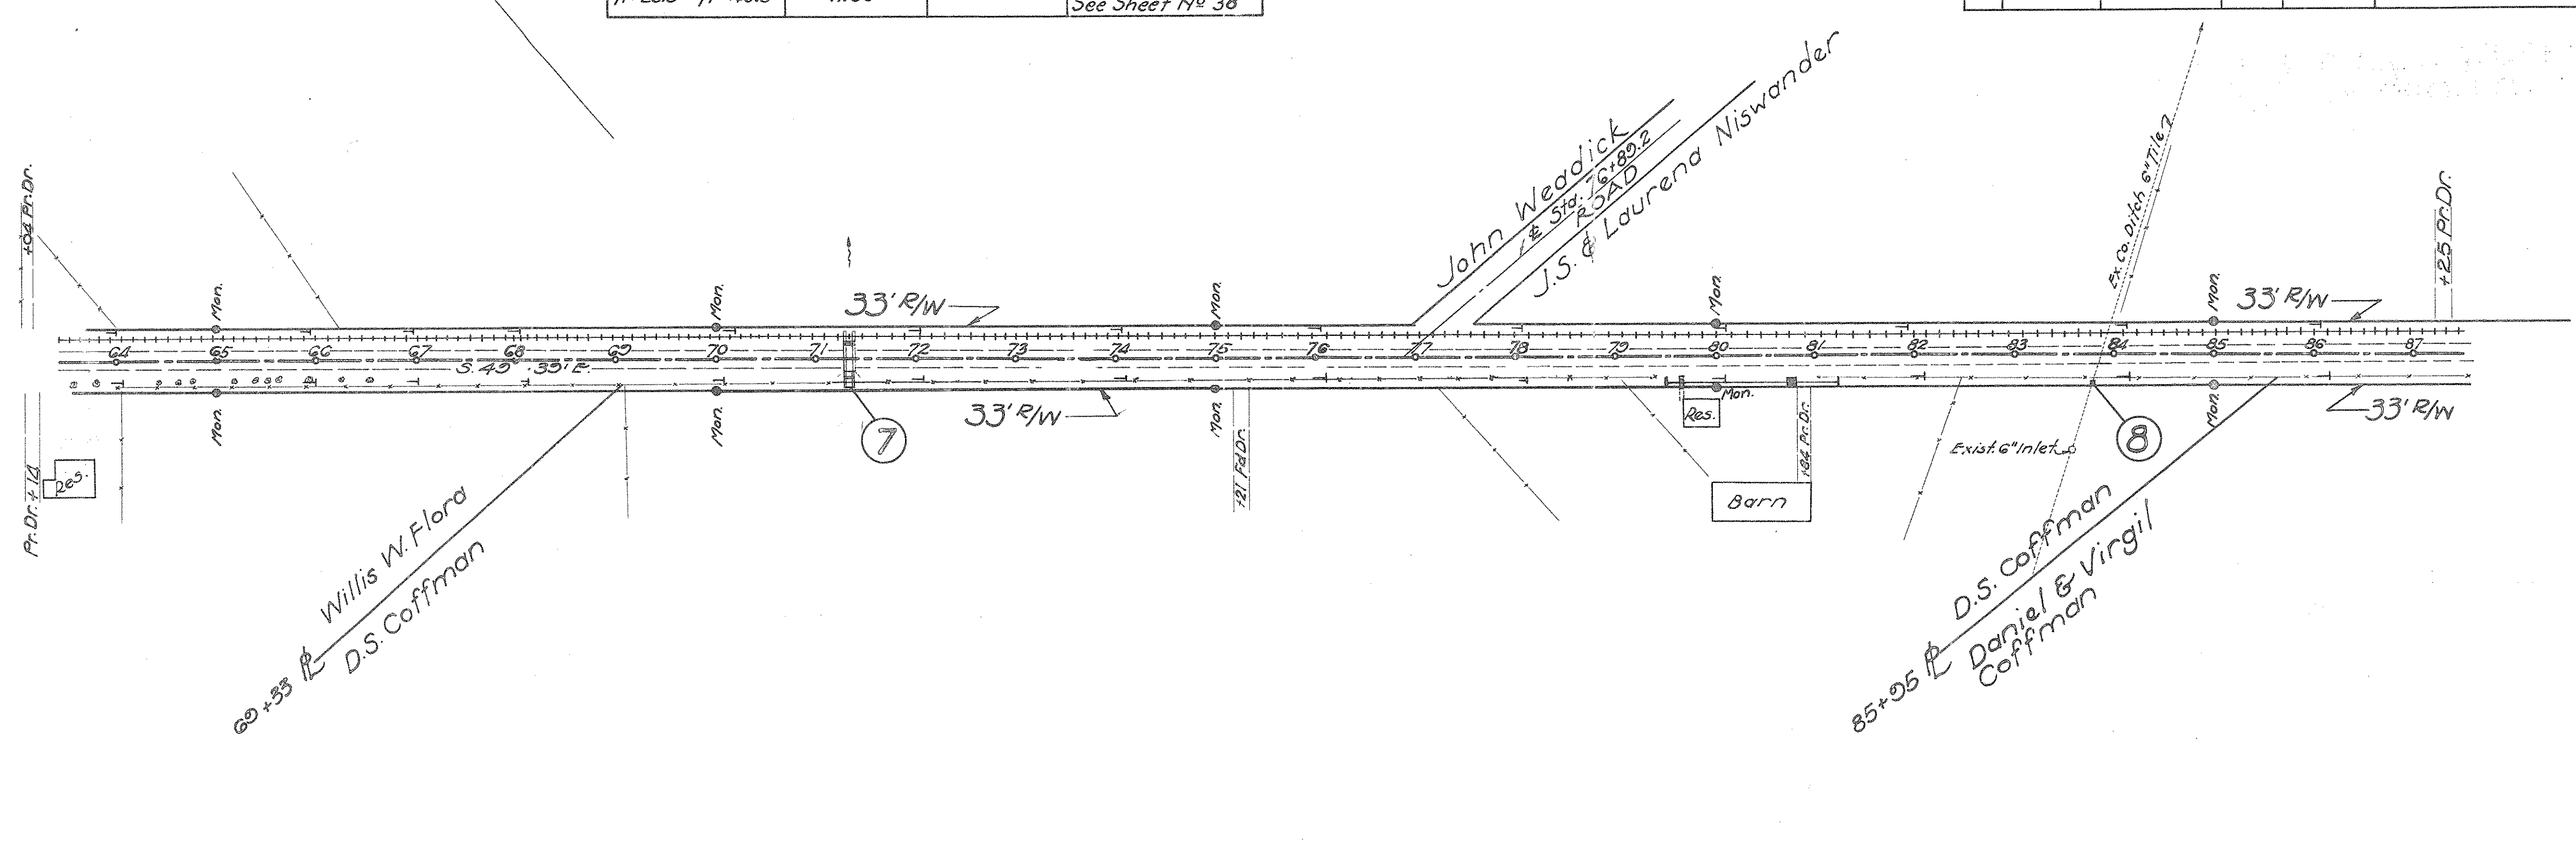 See Sheet Nº 38
John Weadick
℄ Sta. 76+89.2
ROAD
J.S. & Laurena Niswander
Ex. Co. Ditch 6" Tile
+04 Pr. Dr.
+25 Pr. Dr.
Mon.
Mon.
Mon.
Mon.
Mon.
33' R/W
33' R/W
64 65 66 67 68 69 70 71 72 73 74 75 76 77 78 79 80 81 82 83 84 85 86 87
S. 49° 39' E.
Mon.
Mon.
Mon.
Mon.
Mon.
33' R/W
33' R/W
7
8
Res.
Res.
Pr. Dr. + 14
+21 Fd Dr.
+84 Pr. Dr.
Barn
Exist. 6" Inlet
Willis W. Flora
D.S. Coffman
69+33 ⅊
D.S. Coffman
Daniel & Virgil
Coffman
85+95 ⅊